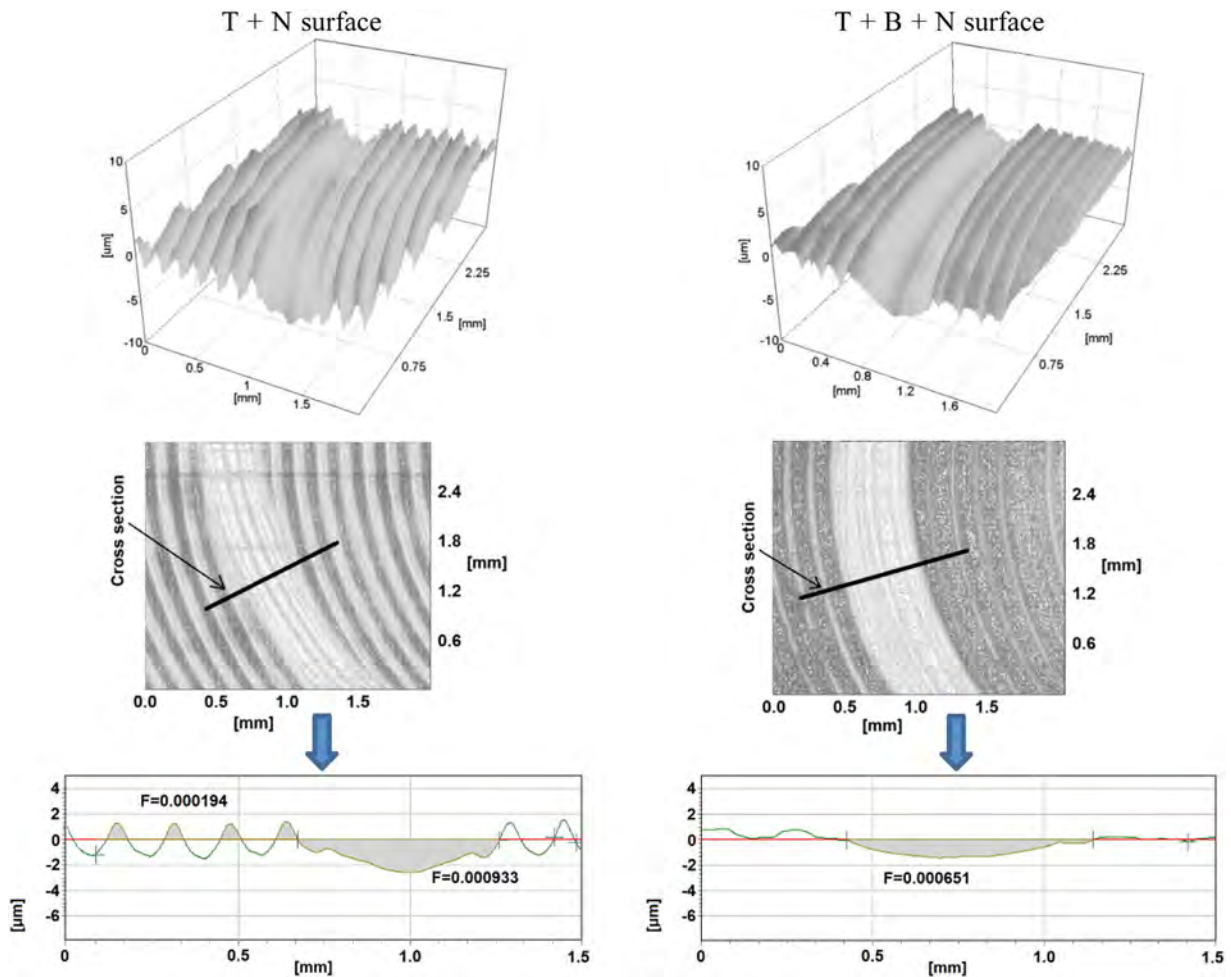 T + N surface
T + B + N surface
10
5
0
-5
-10
[um]
0
0.5
1
1.5
[mm]
0.75
1.5
2.25
[mm]
10
5
0
-5
-10
[um]
0
0.4
0.8
1.2
1.6
[mm]
0.75
1.5
2.25
[mm]
Cross section
2.4
1.8
[mm]
1.2
0.6
0.0 0.5 1.0 1.5
[mm]
Cross section
2.4
1.8
[mm]
1.2
0.6
0.0 0.5 1.0 1.5
[mm]
4
2
0
-2
-4
-6
[µm]
F=0.000194
F=0.000933
0 0.5 1.0 1.5
[mm]
4
2
0
-2
-4
-6
[µm]
F=0.000651
0 0.5 1.0 1.5
[mm]